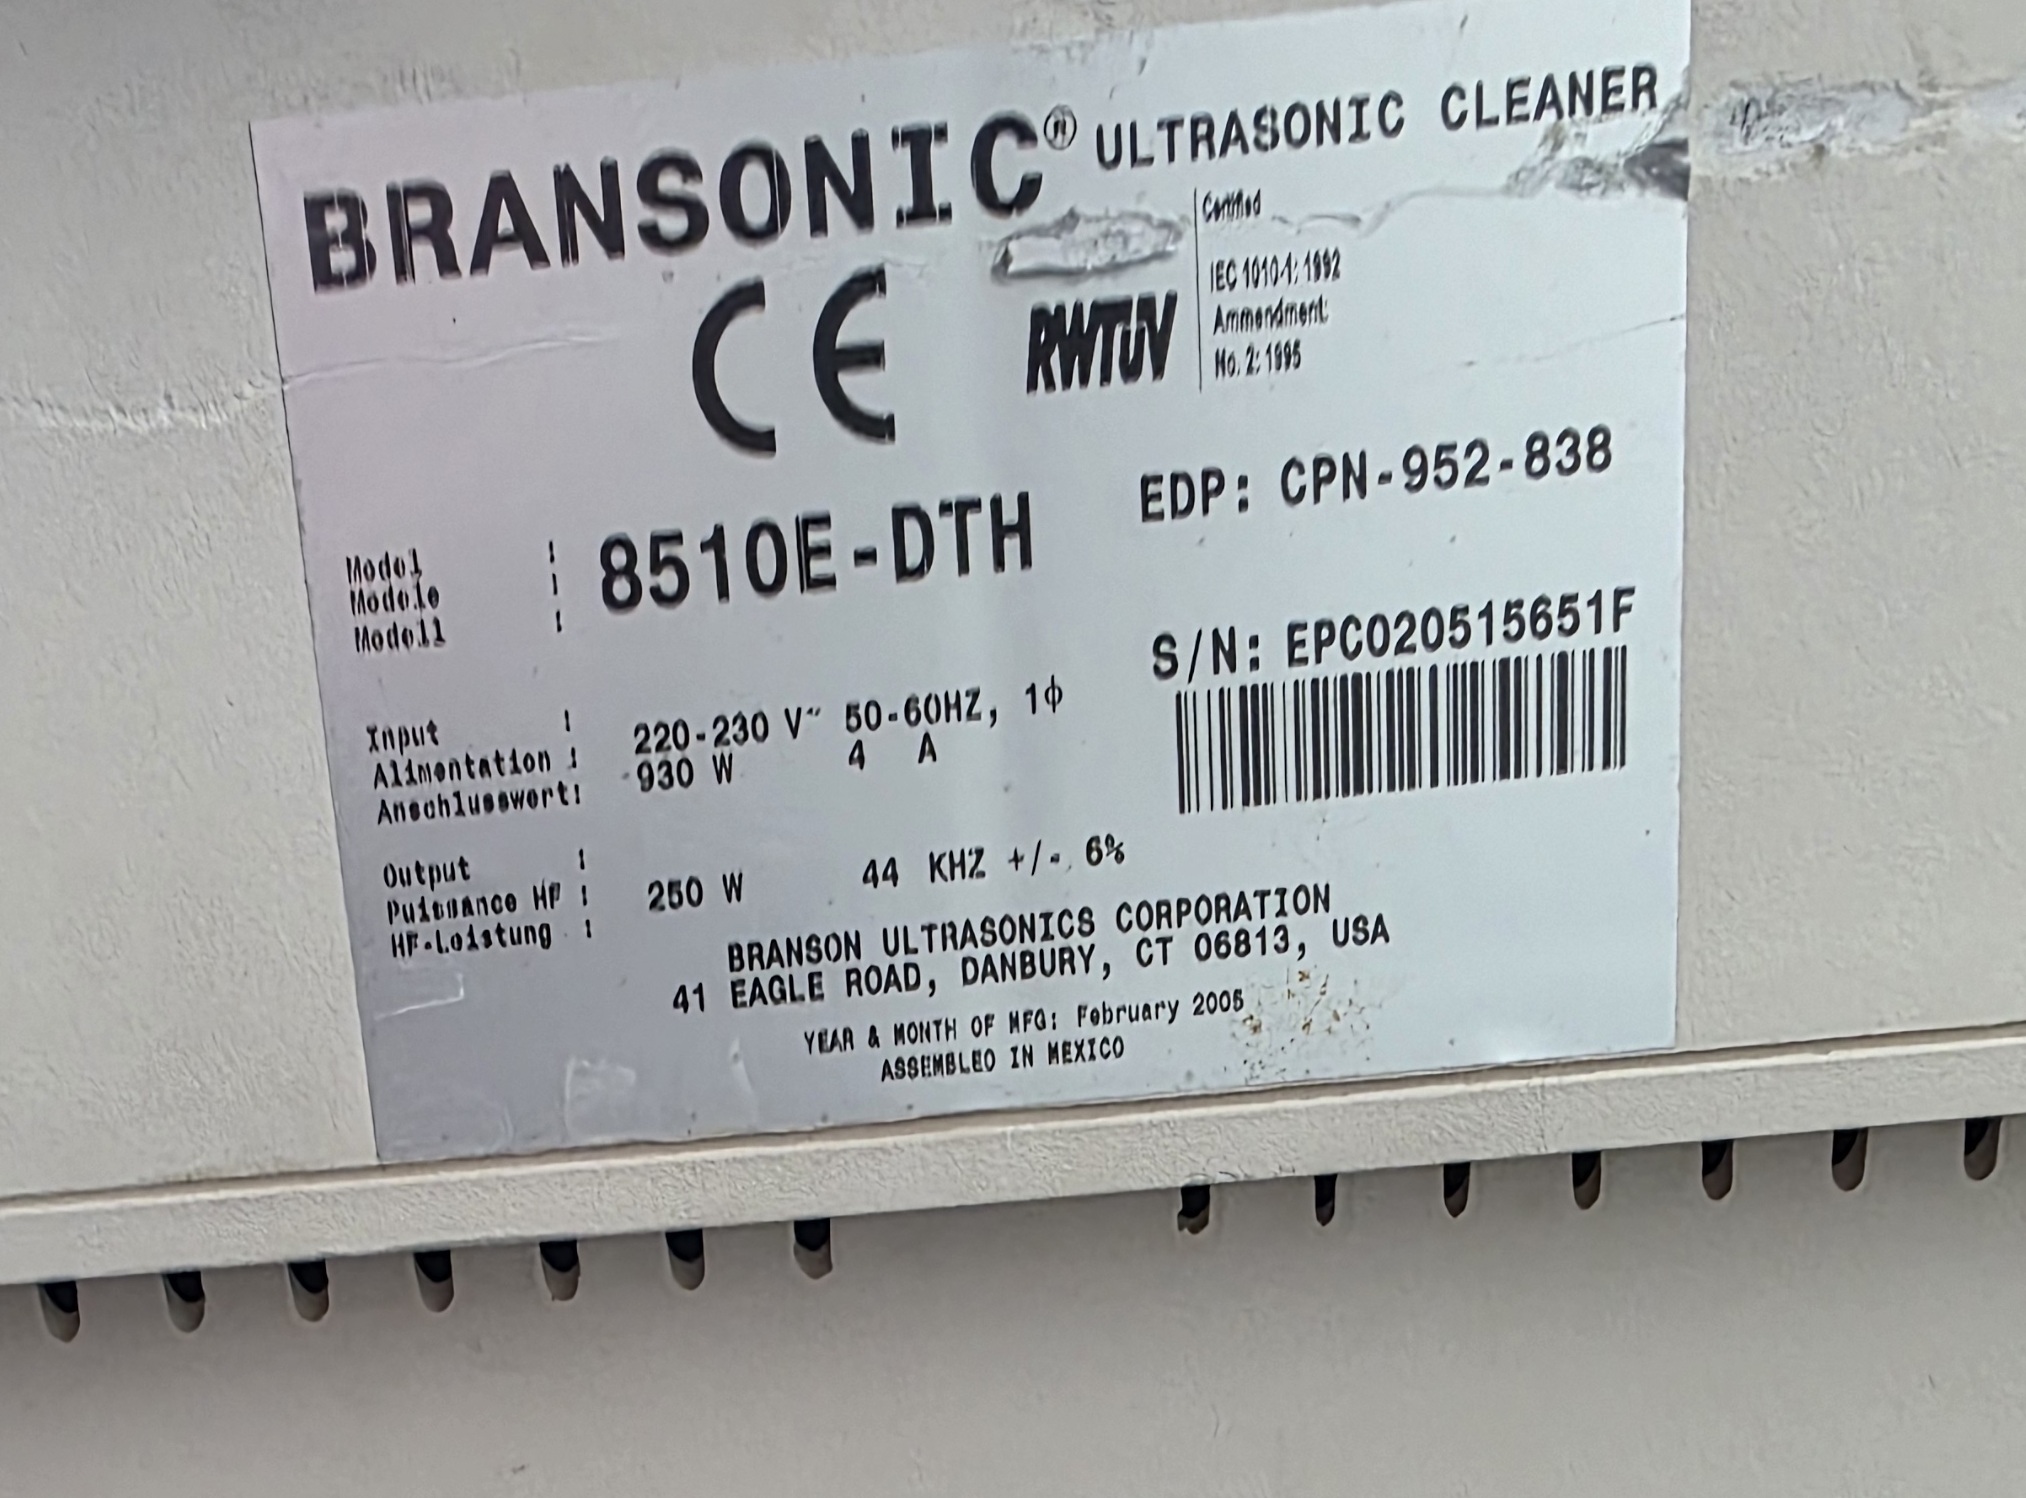 BRANSONIC® ULTRASONIC CLEANER
CE
RWTÜV
Certified
IEC 1010-1: 1992
Ammendment:
No. 2: 1995
EDP: CPN-952-838
Model :
Modele : 8510E-DTH
Modell :
S/N: EPC020515651F
Input :
Alimentation : 220-230 V~ 50-60HZ, 1ϕ
Anschlusswert: 930 W 4 A
Output :
Puissance HF : 250 W 44 KHZ +/- 6%
HF-Leistung :
BRANSON ULTRASONICS CORPORATION
41 EAGLE ROAD, DANBURY, CT 06813, USA
YEAR & MONTH OF MFG: February 2005
ASSEMBLED IN MEXICO